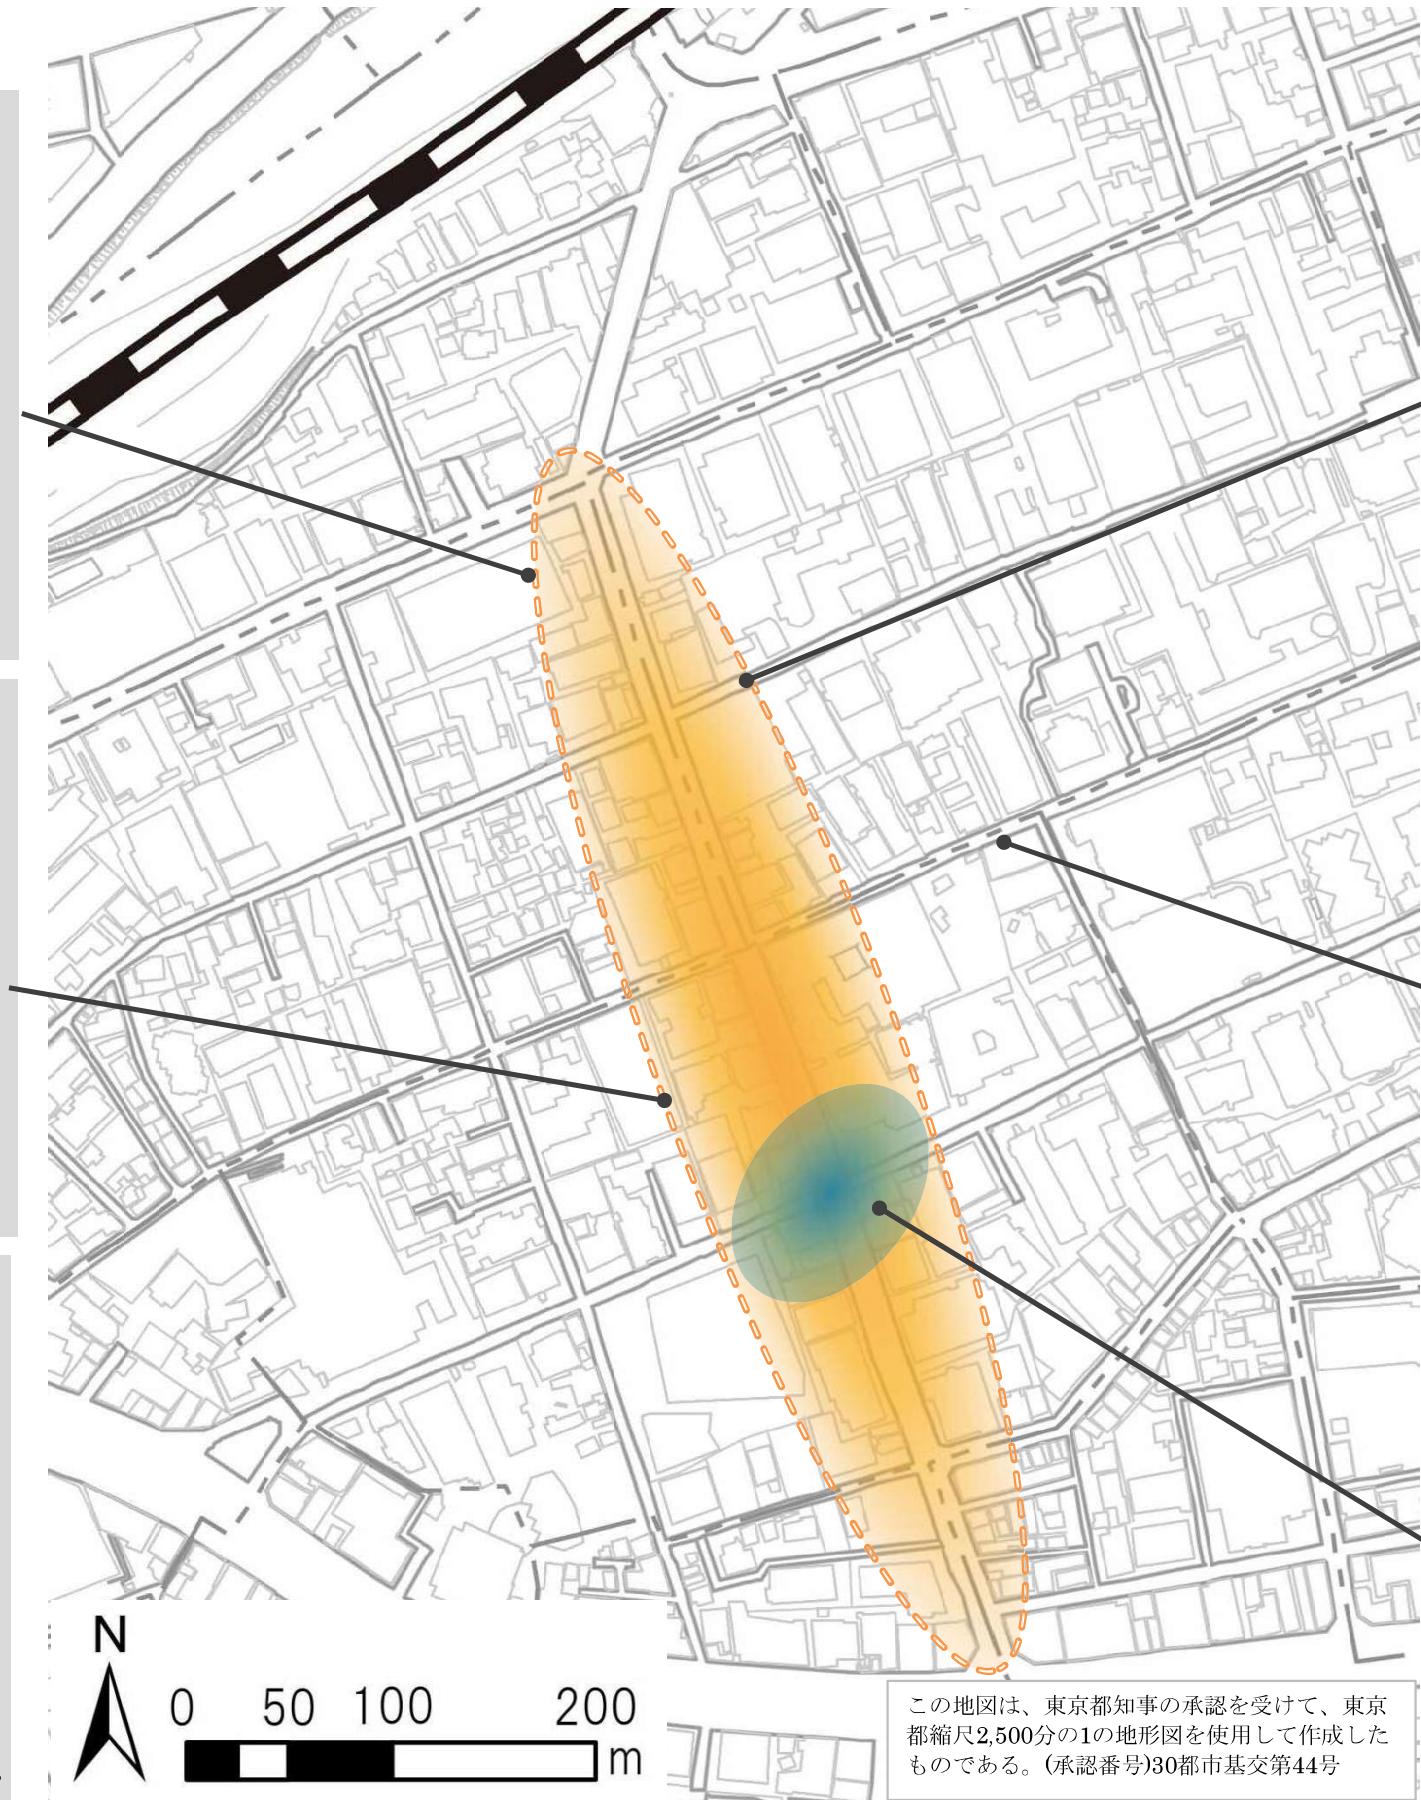 N
0 50 100 200
m
この地図は、東京都知事の承認を受けて、東京
都縮尺2,500分の1の地形図を使用して作成した
ものである。(承認番号)30都市基交第44号